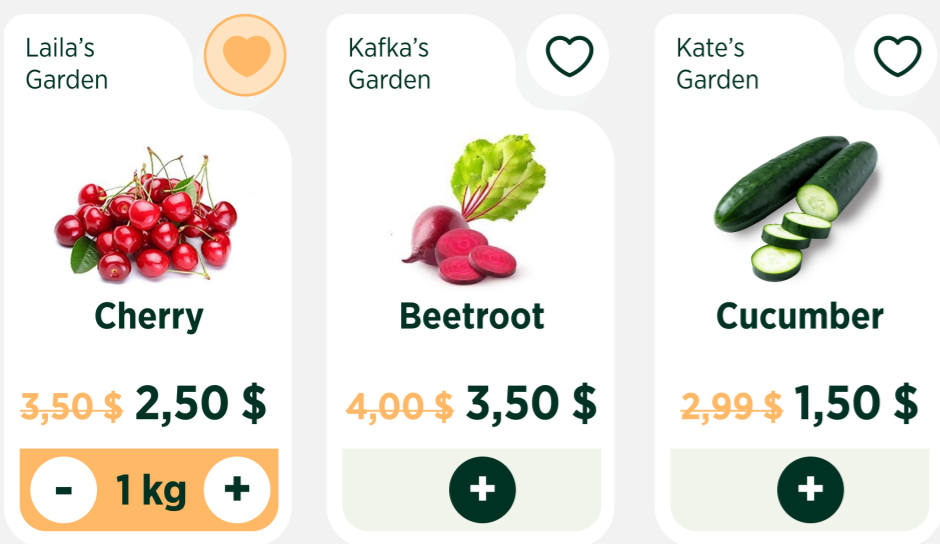 Laila’s
Garden
Cherry
3,50 $ 2,50 $
- 1 kg +
Kafka’s
Garden
Beetroot
4,00 $ 3,50 $
+
Kate’s
Garden
Cucumber
2,99 $ 1,50 $
+